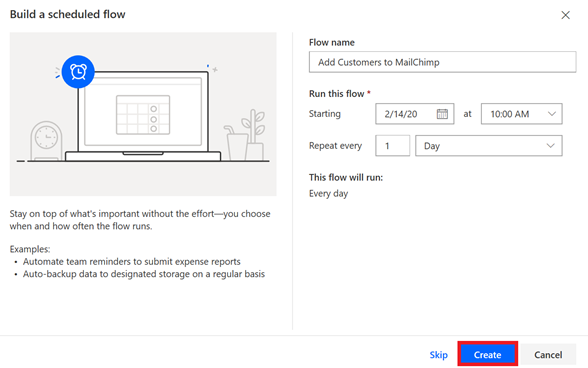 Build a scheduled flow
Flow name
Add Customers to MailChimp
Run this flow *
Starting 2/14/20 at 10:00 AM
Repeat every 1 Day
This flow will run:
Every day
Stay on top of what's important without the effort—you choose
when and how often the flow runs.
Examples:
• Automate team reminders to submit expense reports
• Auto-backup data to designated storage on a regular basis
Skip Create Cancel